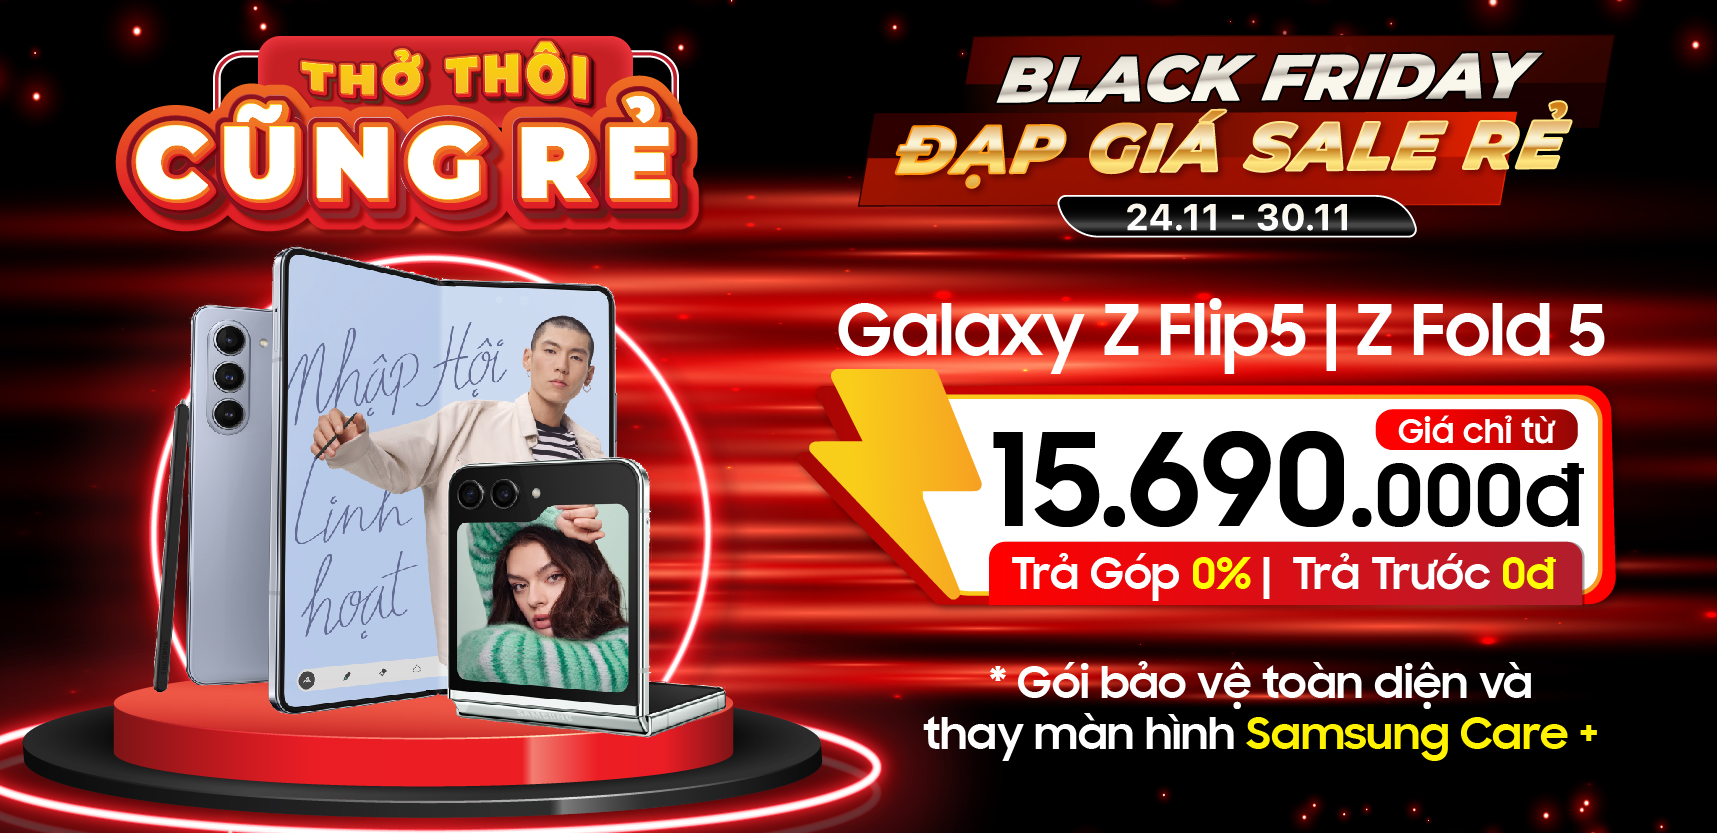 THỞ THÔI
CŨNG RẺ
BLACK FRIDAY
ĐẠP GIÁ SALE RẺ
24.11 - 30.11
Nhập Hội
Linh
hoạt
SAMSUNG
Galaxy Z Flip5 | Z Fold 5
Giá chỉ từ
15.690.000đ
Trả Góp 0% | Trả Trước 0đ
* Gói bảo vệ toàn diện và
thay màn hình Samsung Care +